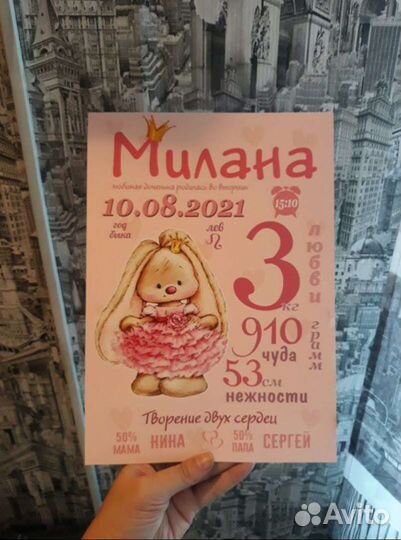 Милана
любимая доченька родилась во вторник
10.08.2021
15:10
год быка
лев
3 кг
любви
910 грамм
чуда
53 см
нежности
Творение двух сердец
50% мама
Нина
50% папа
Сергей
Avito